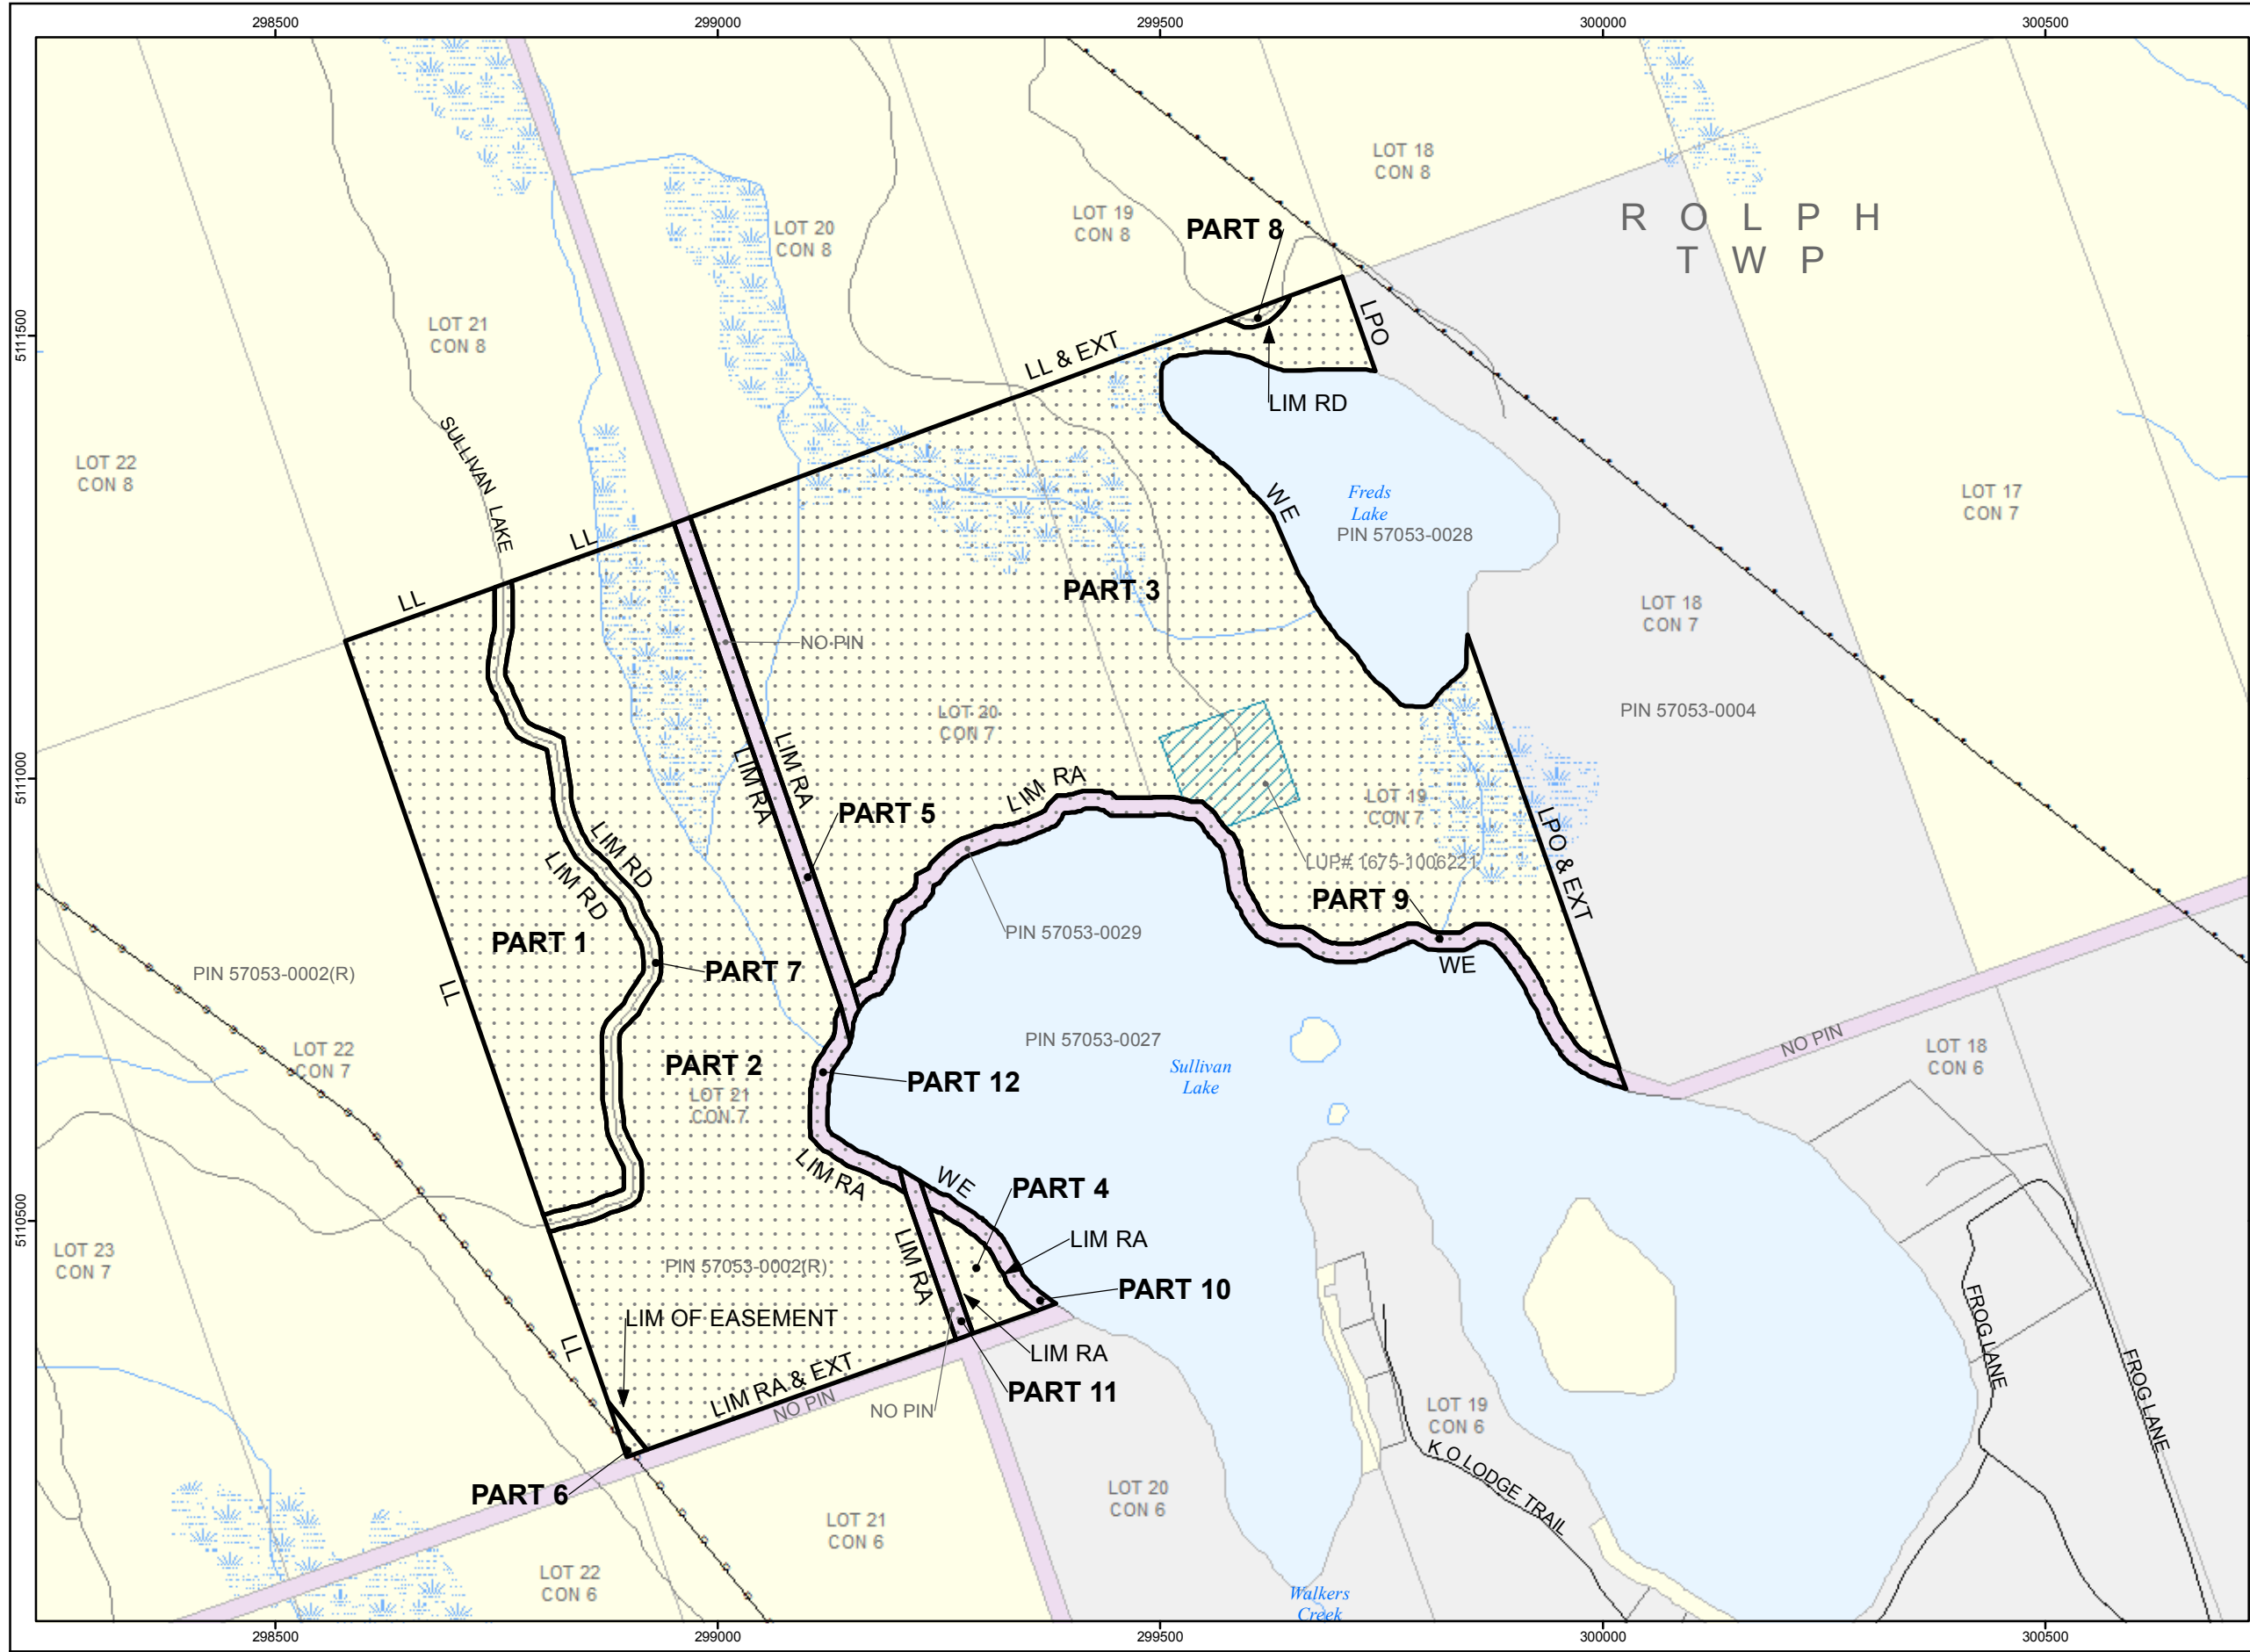 298500
299000
299500
300000
300500
5111500
5111000
5110500
298500
299000
299500
300000
300500
R O L P H
T W P
LOT 18
CON 8
LOT 19
CON 8
LOT 20
CON 8
PART 8
LOT 21
CON 8
LPO
LL & EXT
LIM RD
SULLIVAN LAKE
LOT 22
CON 8
LOT 17
CON 7
Freds
Lake
PIN 57053-0028
WE
LL
LL
PART 3
LOT 18
CON 7
NO PIN
PIN 57053-0004
LOT 20
CON 7
LIM RA
LIM RA
LIM RA
PART 5
LOT 19
CON 7
LPO & EXT
LUP# 1675-1006221
LIM RD
LIM RD
PART 9
PIN 57053-0029
PART 1
WE
PART 7
PIN 57053-0002(R)
LL
NO PIN
PIN 57053-0027
LOT 22
CON 7
PART 2
LOT 21
CON 7
Sullivan
Lake
PART 12
LOT 18
CON 6
LIM RA
WE
PART 4
LIM RA
LIM RA
LOT 23
CON 7
PIN 57053-0002(R)
PART 10
LIM OF EASEMENT
LL
LIM RA
LIM RA & EXT
NO PIN
NO PIN
PART 11
FROG LANE
FROG LANE
LOT 19
CON 6
K O LODGE TRAIL
PART 6
LOT 20
CON 6
LOT 21
CON 6
LOT 22
CON 6
Walkers
Creek